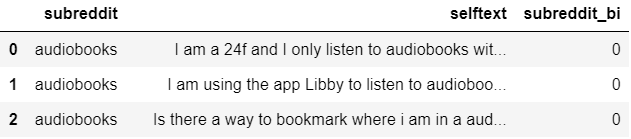 subreddit selftext subreddit_bi
0 audiobooks I am a 24f and I only listen to audiobooks wit... 0
1 audiobooks I am using the app Libby to listen to audioboo... 0
2 audiobooks Is there a way to bookmark where i am in a aud... 0